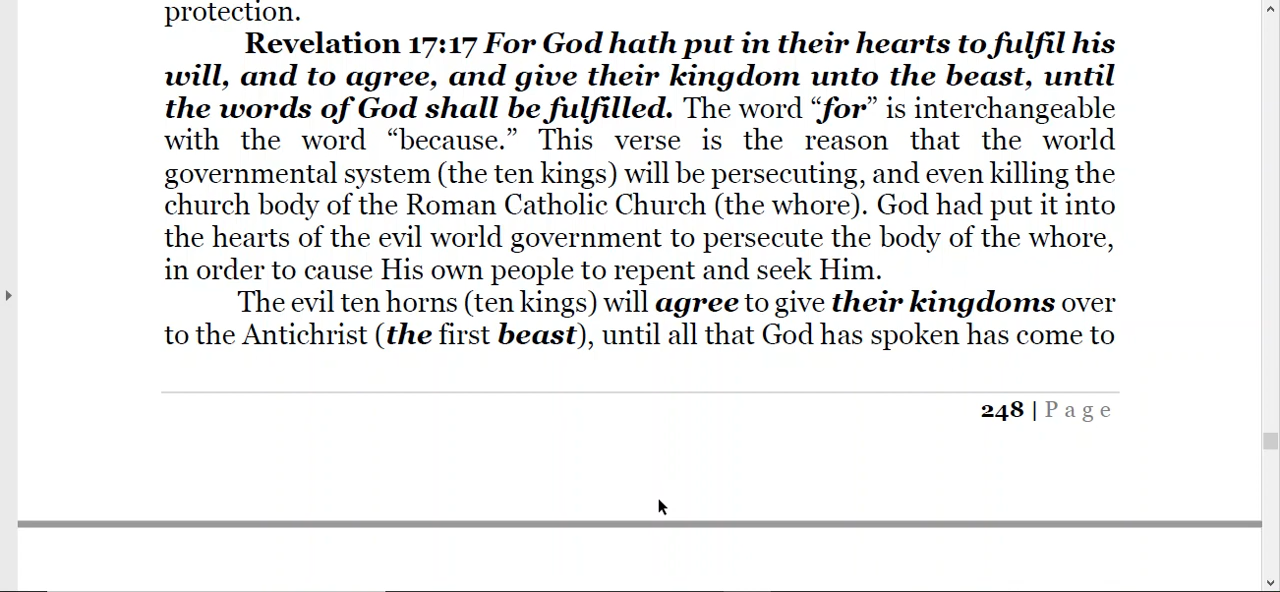 protection.
Revelation 17:17 For God hath put in their hearts to fulfil his
will, and to agree, and give their kingdom unto the beast, until
the words of God shall be fulfilled. The word “for” is interchangeable
with the word “because.” This verse is the reason that the world
governmental system (the ten kings) will be persecuting, and even killing the
church body of the Roman Catholic Church (the whore). God had put it into
the hearts of the evil world government to persecute the body of the whore,
in order to cause His own people to repent and seek Him.
The evil ten horns (ten kings) will agree to give their kingdoms over
to the Antichrist (the first beast), until all that God has spoken has come to
248 | P a g e